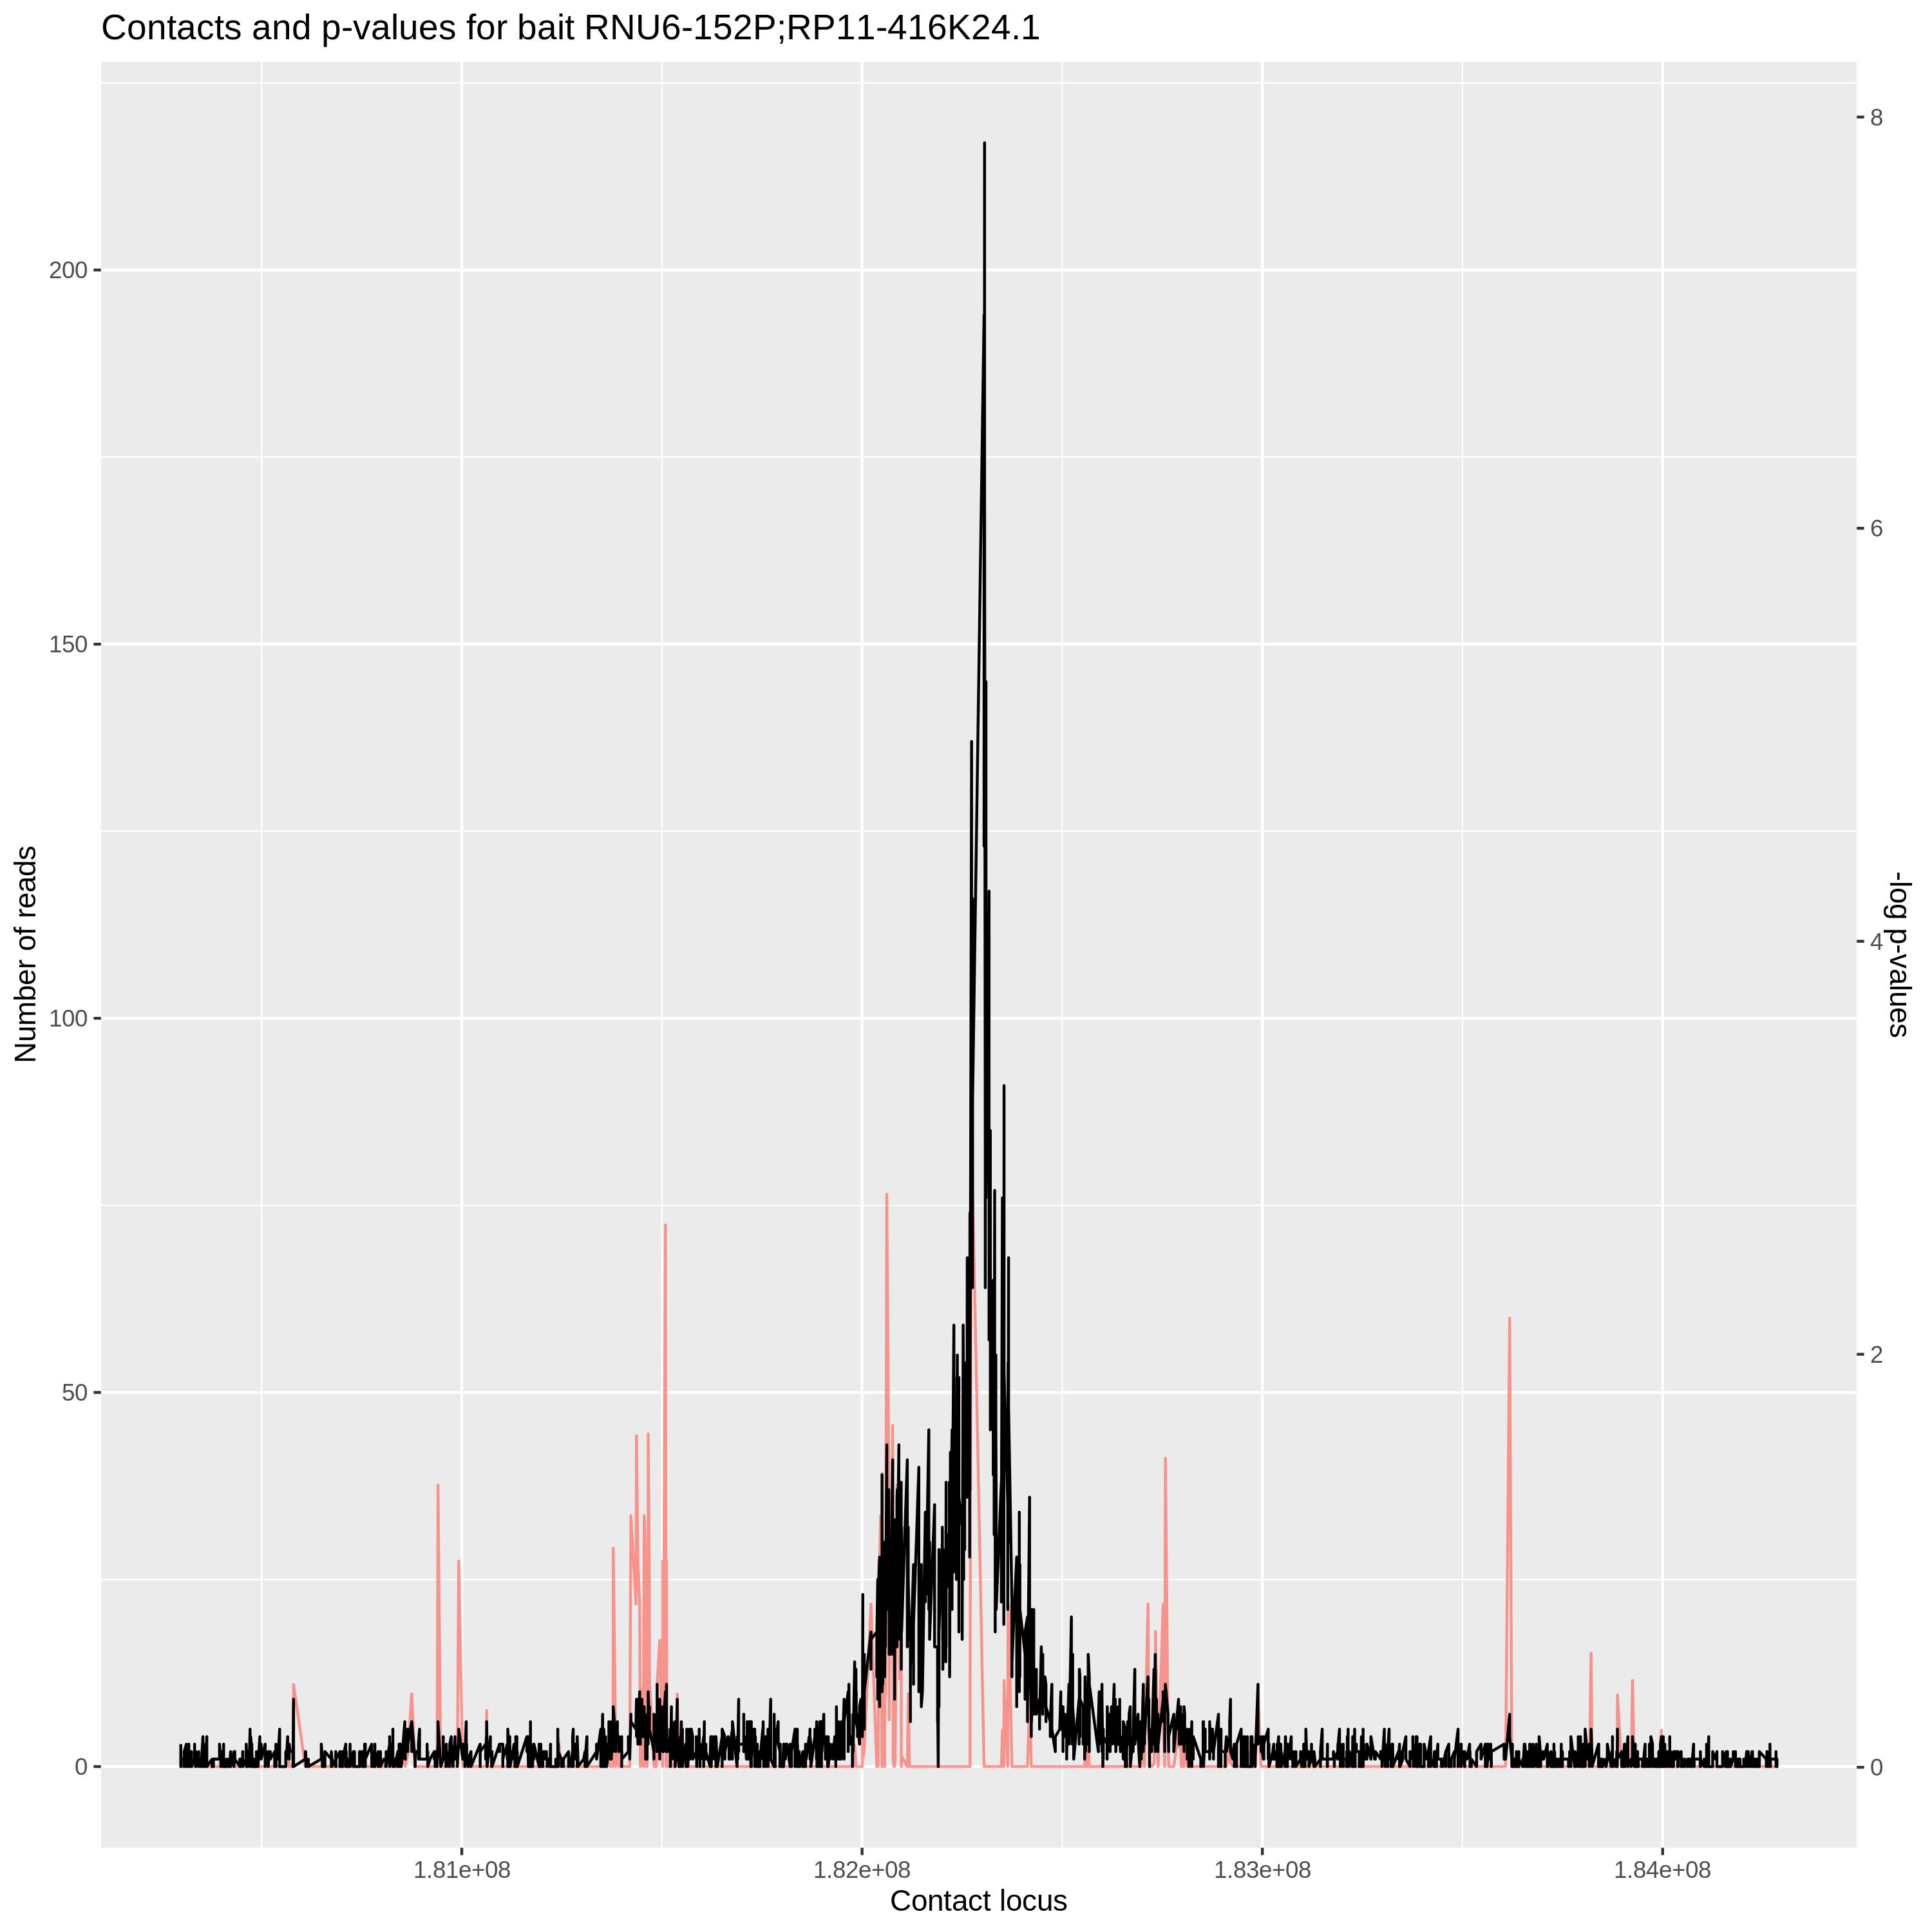 Contacts and p-values for bait RNU6-152P;RP11-416K24.1
Number of reads
200
150
100
50
0
8
6
4
2
0
-log p-values
1.81e+08
1.82e+08
1.83e+08
1.84e+08
Contact locus